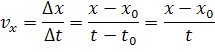 vₓ = Δx/Δt = (x − x₀)/(t − t₀) = (x − x₀)/t